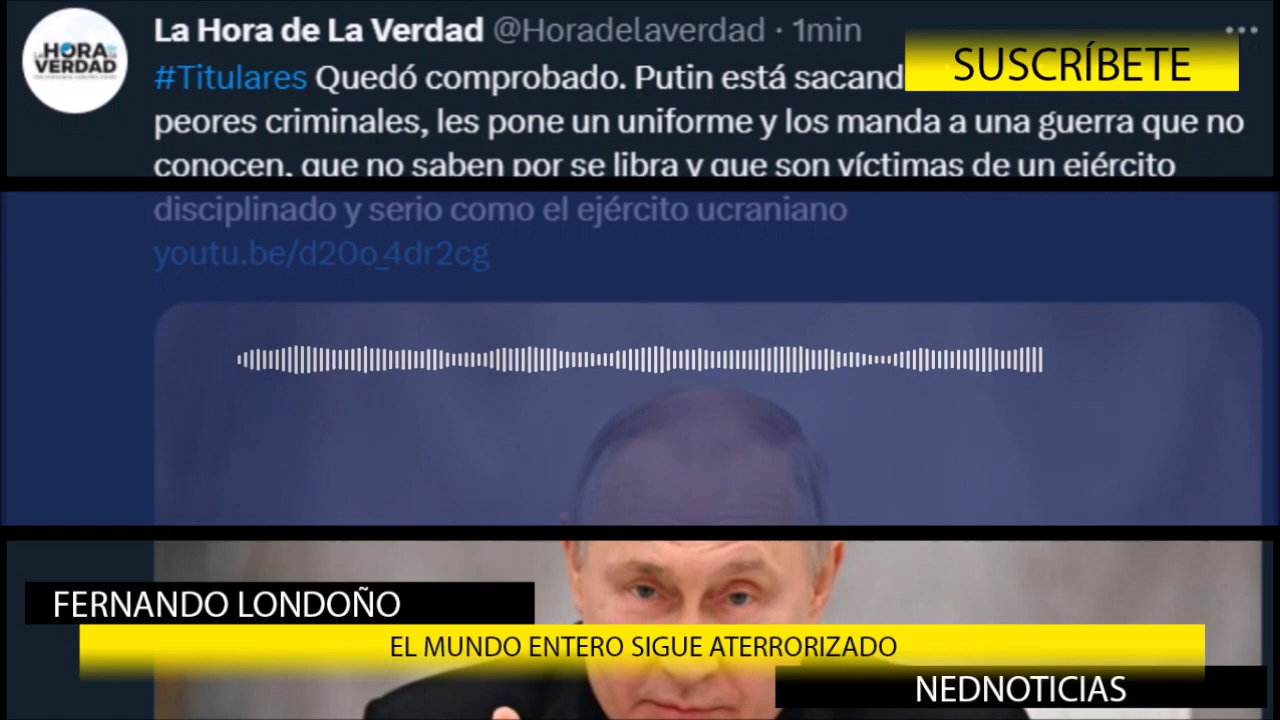 La Hora de La Verdad @Horadelaverdad · 1min
HORA
VERDAD
SUSCRÍBETE
#Titulares Quedó comprobado. Putin está sacand
peores criminales, les pone un uniforme y los manda a una guerra que no
conocen, que no saben por se libra y que son víctimas de un ejército
disciplinado y serio como el ejército ucraniano
youtu.be/d20o_4dr2cg
FERNANDO LONDOÑO
EL MUNDO ENTERO SIGUE ATERRORIZADO
NEDNOTICIAS